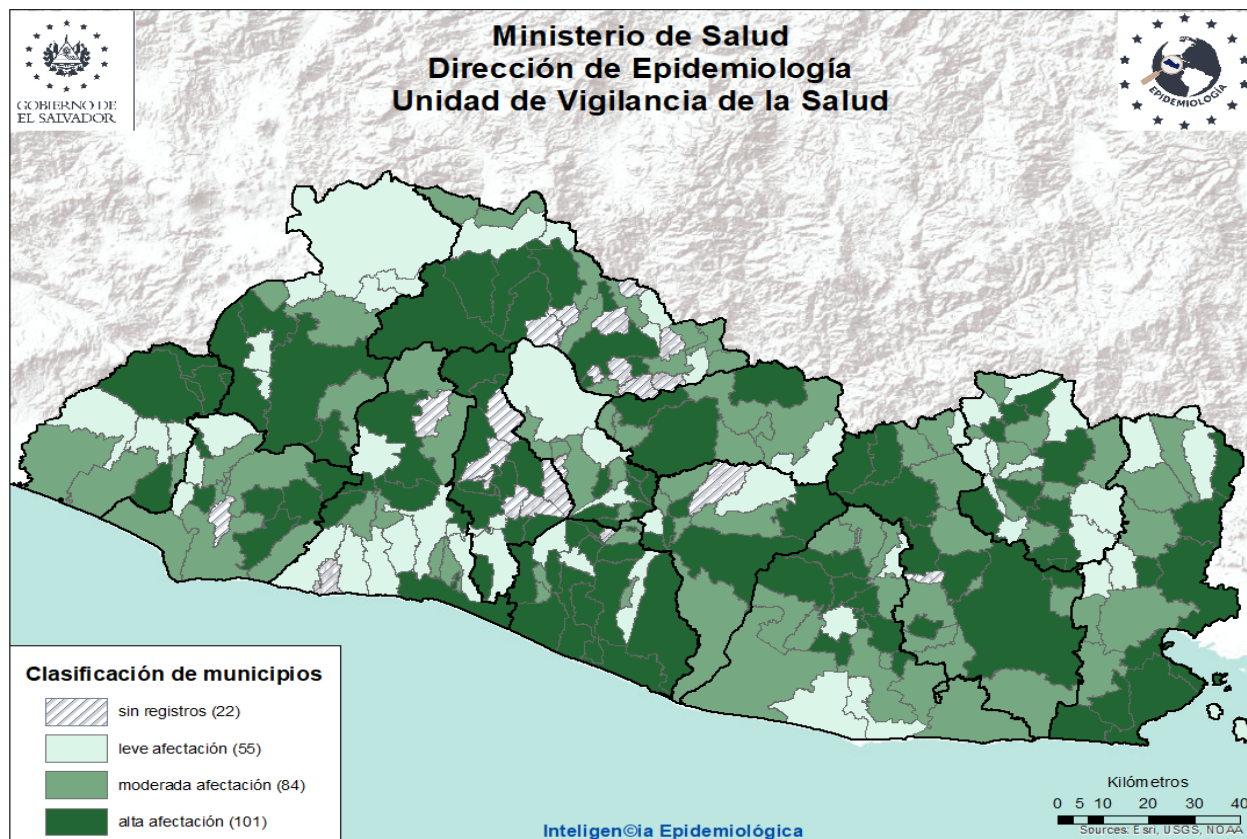 Ministerio de Salud
Dirección de Epidemiología
Unidad de Vigilancia de la Salud
GOBIERNO DE
EL SALVADOR
EPIDEMIOLOGÍA
Clasificación de municipios
sin registros (22)
leve afectación (55)
moderada afectación (84)
alta afectación (101)
Kilómetros
0 5 10 20 30 40
Sources: Esri, USGS, NOAA
Inteligen©ia Epidemiológica